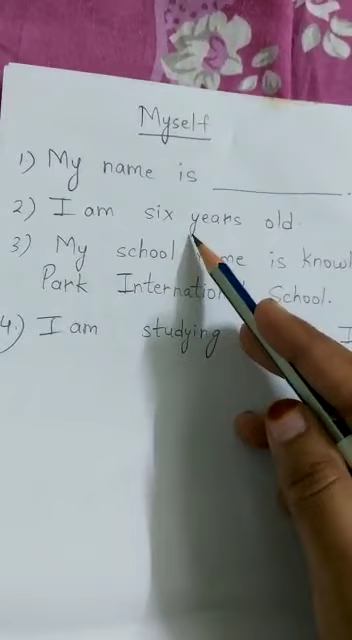 Myself
1) My name is ________.
2) I am six years old.
3) My school is
Park International School.
4.) I am studying I